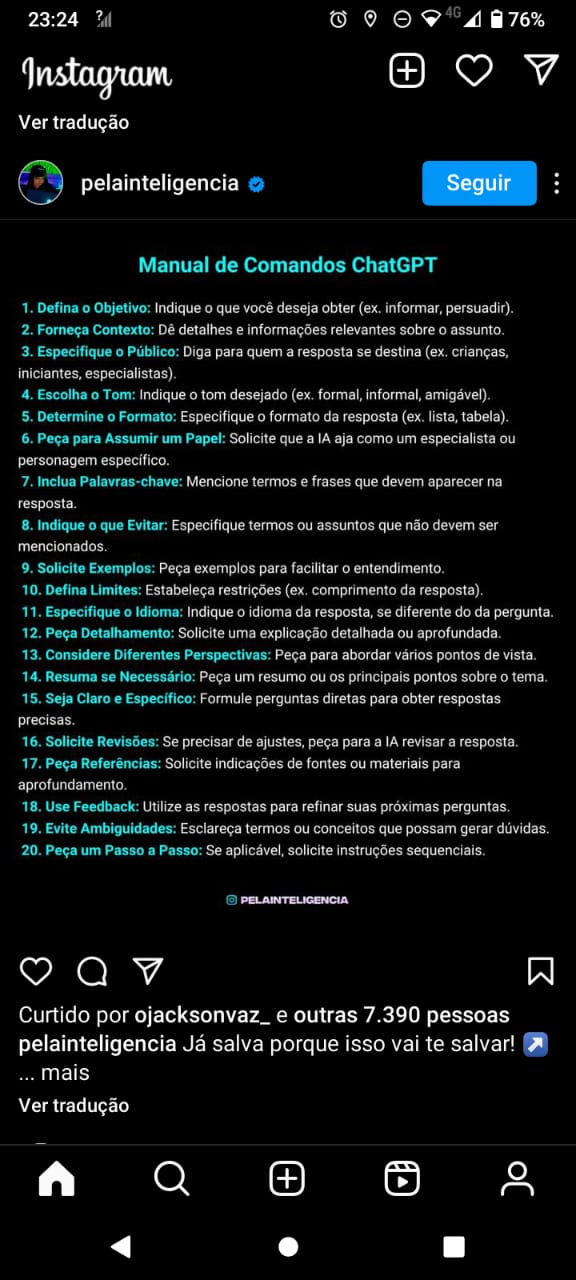 23:24
4G
76%
Instagram
Ver tradução
pelainteligencia
Seguir
Manual de Comandos ChatGPT
1. Defina o Objetivo: Indique o que você deseja obter (ex. informar, persuadir).
2. Forneça Contexto: Dê detalhes e informações relevantes sobre o assunto.
3. Especifique o Público: Diga para quem a resposta se destina (ex. crianças,
iniciantes, especialistas).
4. Escolha o Tom: Indique o tom desejado (ex. formal, informal, amigável).
5. Determine o Formato: Especifique o formato da resposta (ex. lista, tabela).
6. Peça para Assumir um Papel: Solicite que a IA aja como um especialista ou
personagem específico.
7. Inclua Palavras-chave: Mencione termos e frases que devem aparecer na
resposta.
8. Indique o que Evitar: Especifique termos ou assuntos que não devem ser
mencionados.
9. Solicite Exemplos: Peça exemplos para facilitar o entendimento.
10. Defina Limites: Estabeleça restrições (ex. comprimento da resposta).
11. Especifique o Idioma: Indique o idioma da resposta, se diferente do da pergunta.
12. Peça Detalhamento: Solicite uma explicação detalhada ou aprofundada.
13. Considere Diferentes Perspectivas: Peça para abordar vários pontos de vista.
14. Resuma se Necessário: Peça um resumo ou os principais pontos sobre o tema.
15. Seja Claro e Específico: Formule perguntas diretas para obter respostas
precisas.
16. Solicite Revisões: Se precisar de ajustes, peça para a IA revisar a resposta.
17. Peça Referências: Solicite indicações de fontes ou materiais para
aprofundamento.
18. Use Feedback: Utilize as respostas para refinar suas próximas perguntas.
19. Evite Ambiguidades: Esclareça termos ou conceitos que possam gerar dúvidas.
20. Peça um Passo a Passo: Se aplicável, solicite instruções sequenciais.
PELAINTELIGENCIA
Curtido por ojacksonvaz_ e outras 7.390 pessoas
pelainteligencia Já salva porque isso vai te salvar! ↗️
... mais
Ver tradução